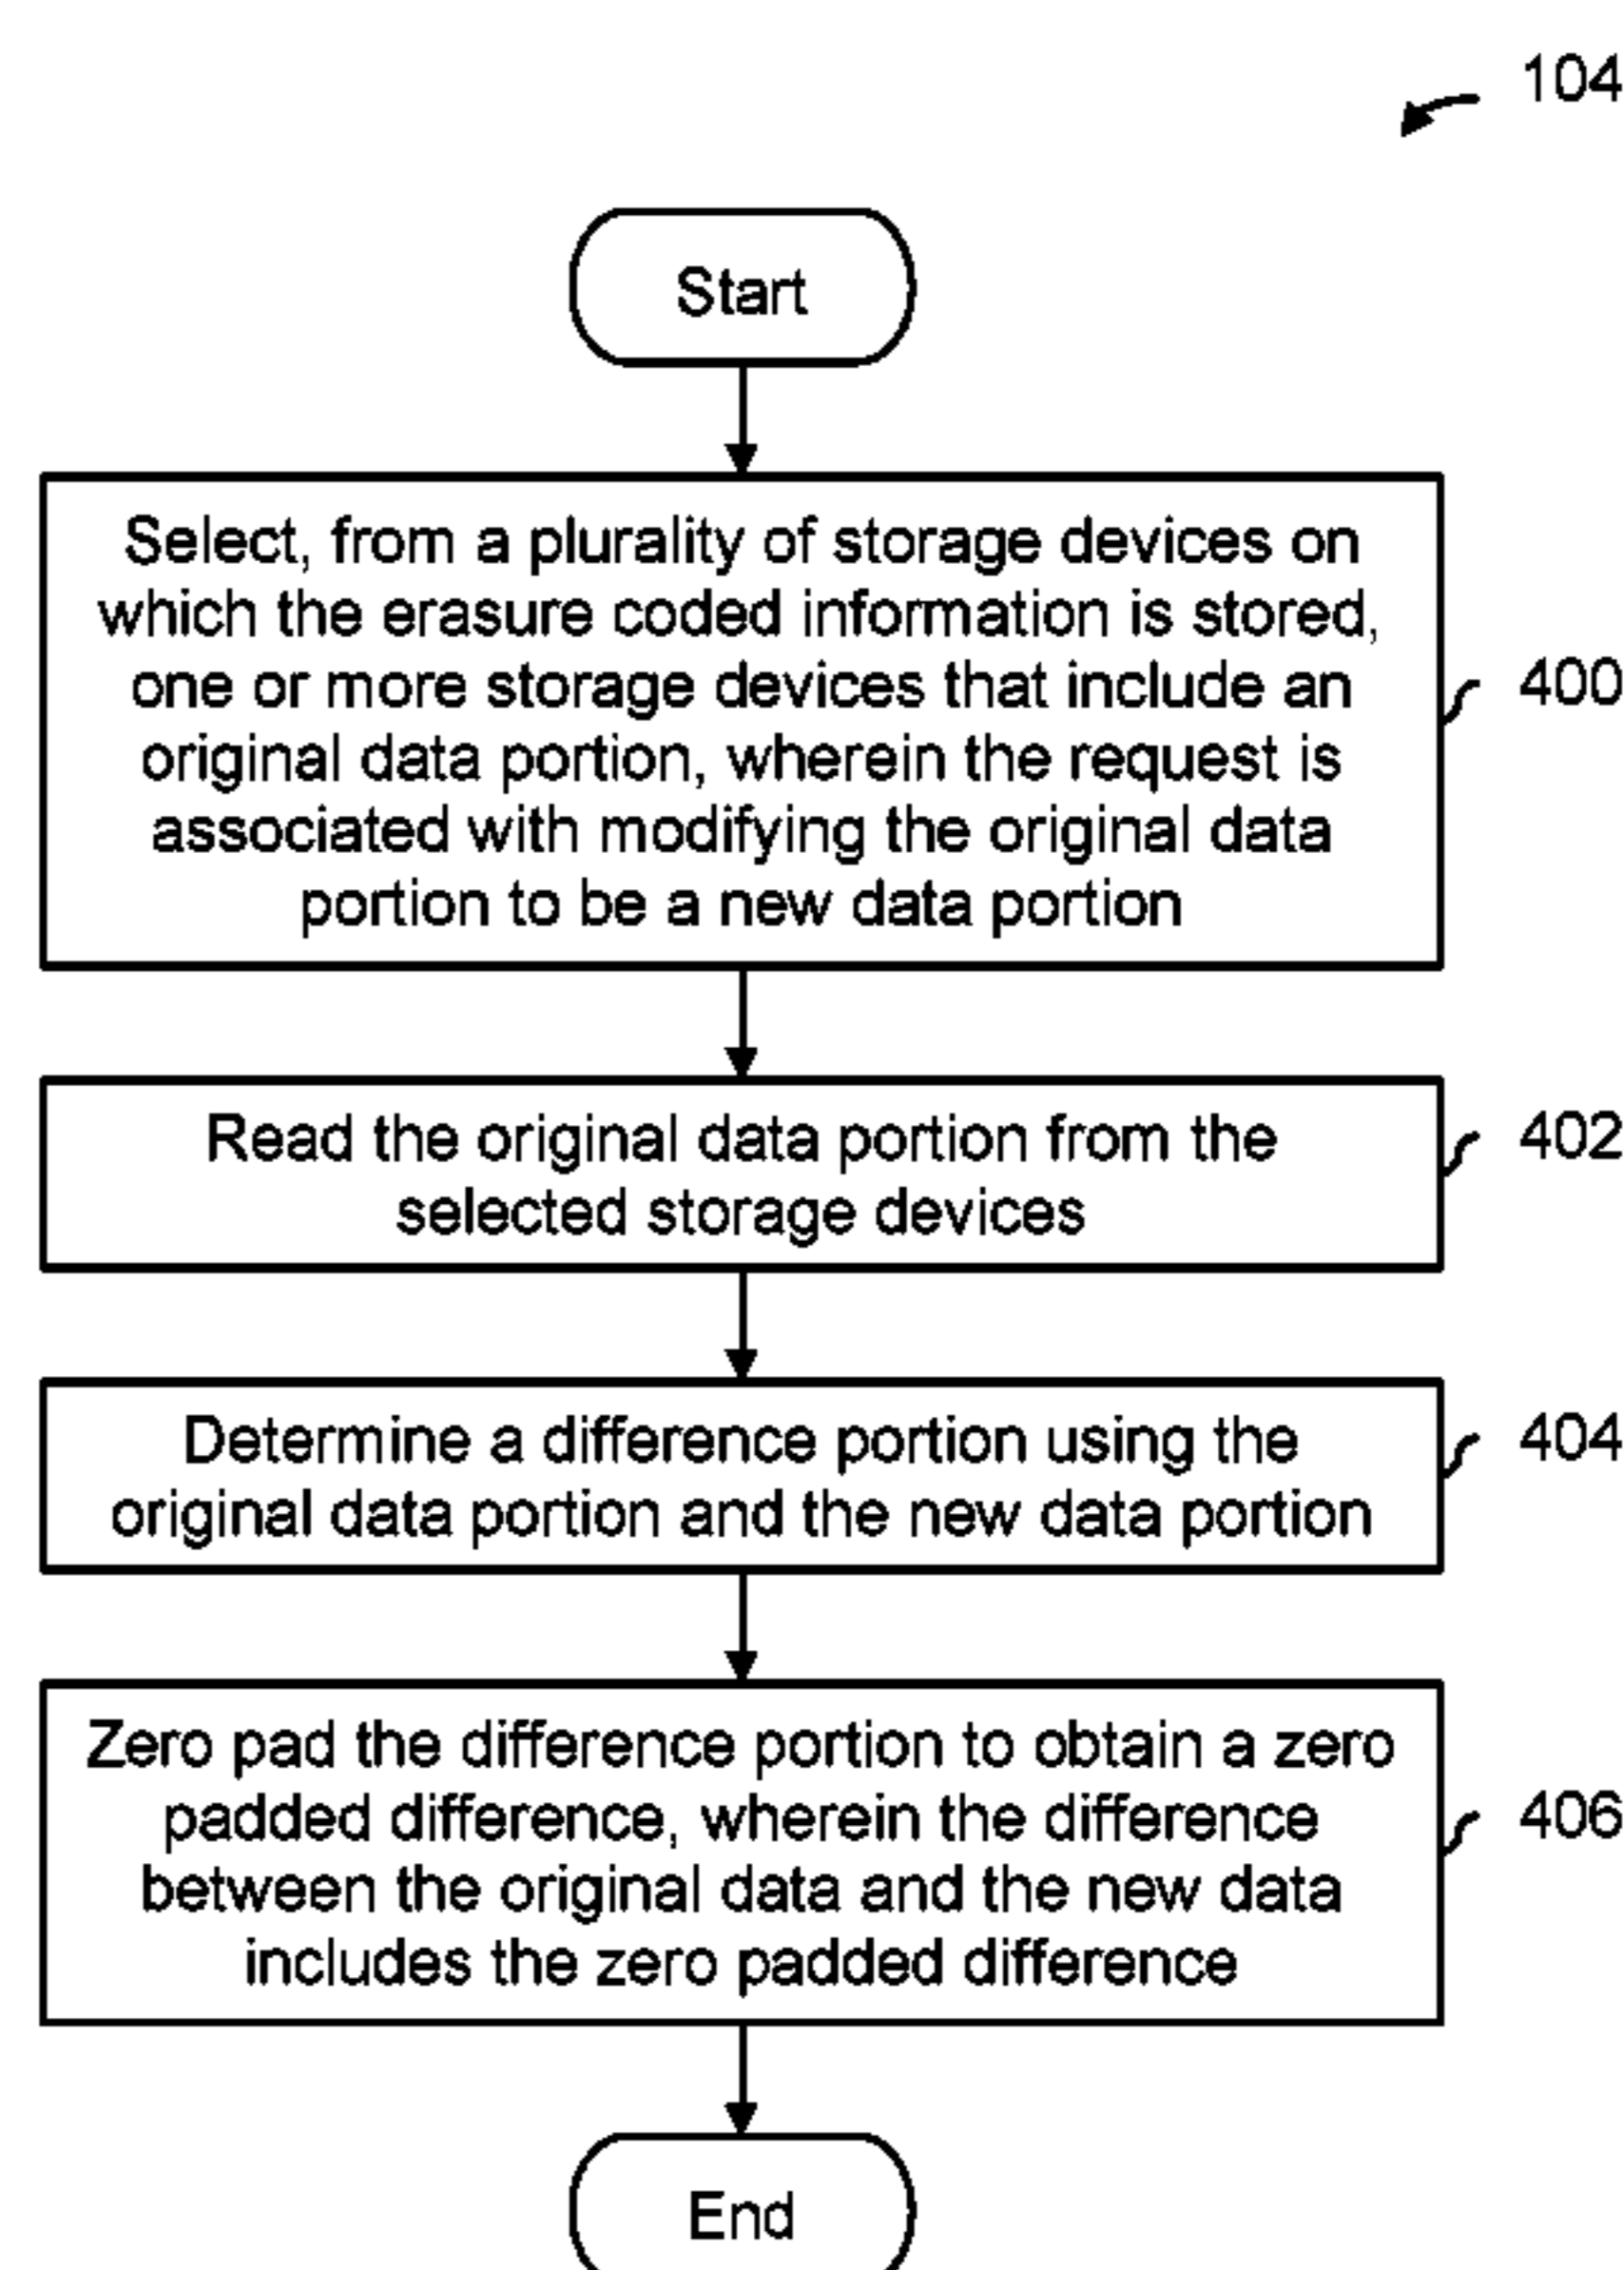 104
Start
Select, from a plurality of storage devices on
which the erasure coded information is stored,
one or more storage devices that include an
original data portion, wherein the request is
associated with modifying the original data
portion to be a new data portion
400
Read the original data portion from the
selected storage devices
402
Determine a difference portion using the
original data portion and the new data portion
404
Zero pad the difference portion to obtain a zero
padded difference, wherein the difference
between the original data and the new data
includes the zero padded difference
406
End